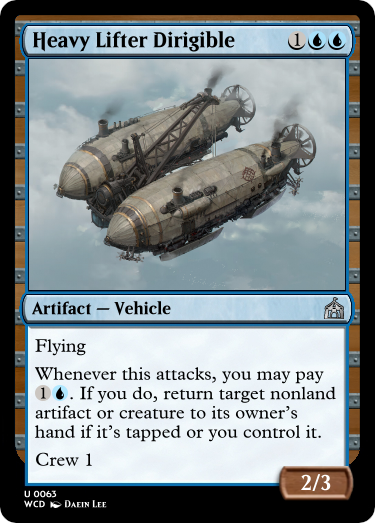 Heavy Lifter Dirigible 1UU
Artifact — Vehicle
Flying
Whenever this attacks, you may pay
1U. If you do, return target nonland
artifact or creature to its owner's
hand if it's tapped or you control it.
Crew 1
2/3
U 0063
WCD Daein Lee